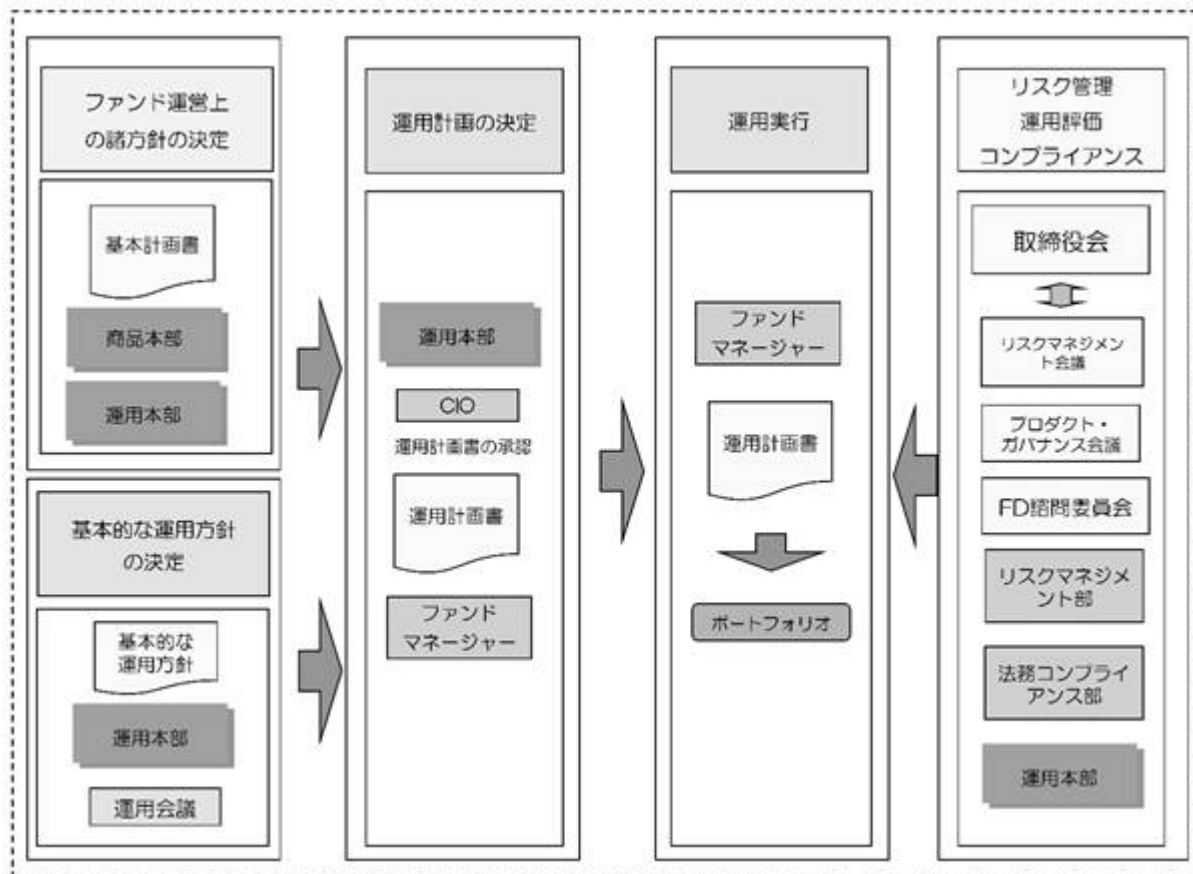 ファンド運営上
の諸方針の決定
基本計画書
商品本部
運用本部
基本的な運用方針
の決定
基本的な
運用方針
運用本部
運用会議
運用計画の決定
運用本部
CIO
運用計画書の承認
運用計画書
ファンド
マネージャー
運用実行
ファンド
マネージャー
運用計画書
ポートフォリオ
リスク管理
運用評価
コンプライアンス
取締役会
リスクマネジメン
ト会議
プロダクト・
ガバナンス会議
FD諮問委員会
リスクマネジメ
ント部
法務コンプライ
アンス部
運用本部